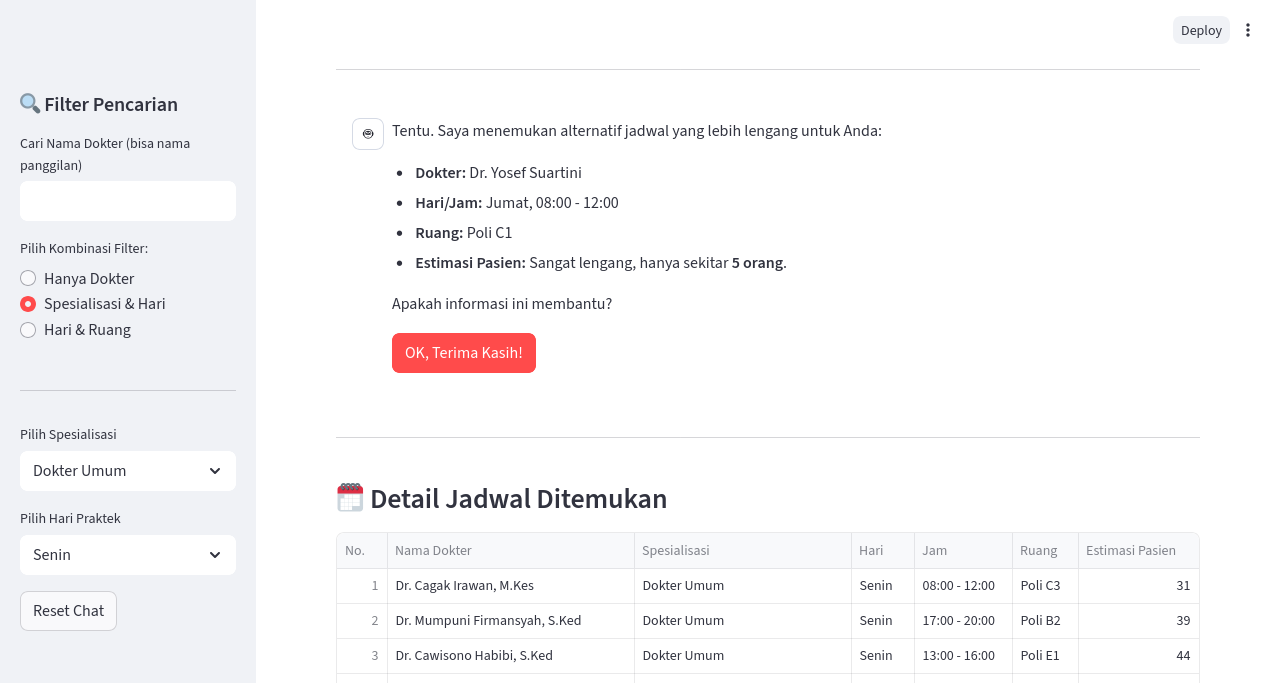 Deploy
Filter Pencarian
Cari Nama Dokter (bisa nama
panggilan)
Pilih Kombinasi Filter:
Hanya Dokter
Spesialisasi & Hari
Hari & Ruang
Pilih Spesialisasi
Dokter Umum
Pilih Hari Praktek
Senin
Reset Chat
Tentu. Saya menemukan alternatif jadwal yang lebih lengang untuk Anda:
Dokter: Dr. Yosef Suartini
Hari/Jam: Jumat, 08:00 - 12:00
Ruang: Poli C1
Estimasi Pasien: Sangat lengang, hanya sekitar 5 orang.
Apakah informasi ini membantu?
OK, Terima Kasih!
Detail Jadwal Ditemukan
No. Nama Dokter Spesialisasi Hari Jam Ruang Estimasi Pasien
1 Dr. Cagak Irawan, M.Kes Dokter Umum Senin 08:00 - 12:00 Poli C3 31
2 Dr. Mumpuni Firmansyah, S.Ked Dokter Umum Senin 17:00 - 20:00 Poli B2 39
3 Dr. Cawisono Habibi, S.Ked Dokter Umum Senin 13:00 - 16:00 Poli E1 44